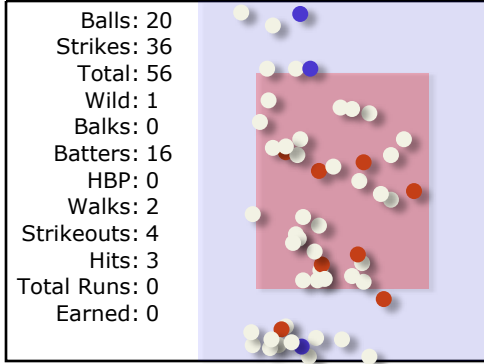 Balls: 20
Strikes: 36
Total: 56
Wild: 1
Balks: 0
Batters: 16
HBP: 0
Walks: 2
Strikeouts: 4
Hits: 3
Total Runs: 0
Earned: 0